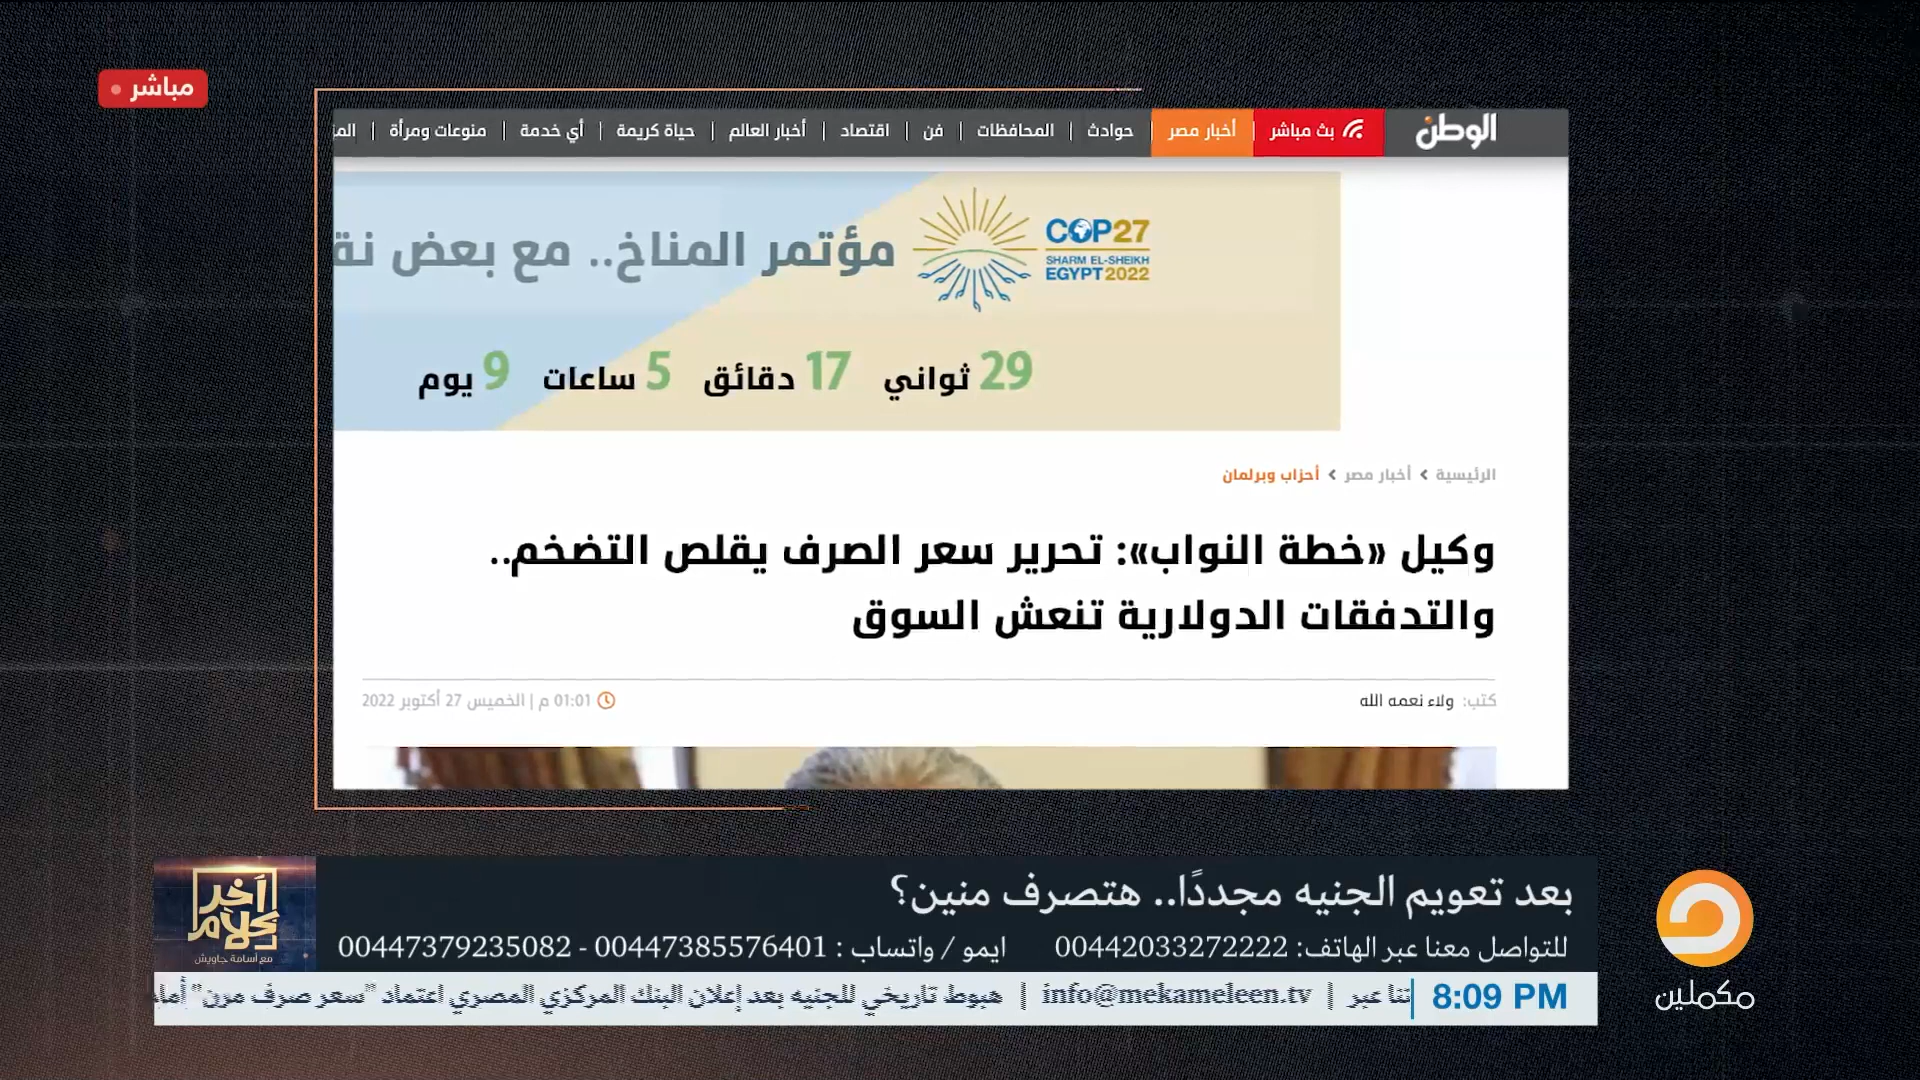 مباشر
الوطن
بث مباشر | أخبار مصر | حوادث | المحافظات | فن | اقتصاد | أخبار العالم | حياة كريمة | أي خدمة | منوعات ومرأة
مؤتمر المناخ.. مع بعض
COP27
SHARM EL-SHEIKH
EGYPT2022
29 ثواني 17 دقائق 5 ساعات 9 يوم
الرئيسية > أخبار مصر > أحزاب وبرلمان
وكيل «خطة النواب»: تحرير سعر الصرف يقلص التضخم..
والتدفقات الدولارية تنعش السوق
كتب: ولاء نعمه الله
01:01 م | الخميس 27 أكتوبر 2022
آخر كلام
مع أسامة جاويش
بعد تعويم الجنيه مجددًا.. هتصرف منين؟
للتواصل معنا عبر الهاتف: 00442033272222 ايمو / واتساب : 00447385576401 - 00447379235082
8:09 PM
عبر | info@mekameleen.tv | هبوط تاريخي للجنيه بعد إعلان البنك المركزي المصري اعتماد "سعر صرف مرن"
مكملين